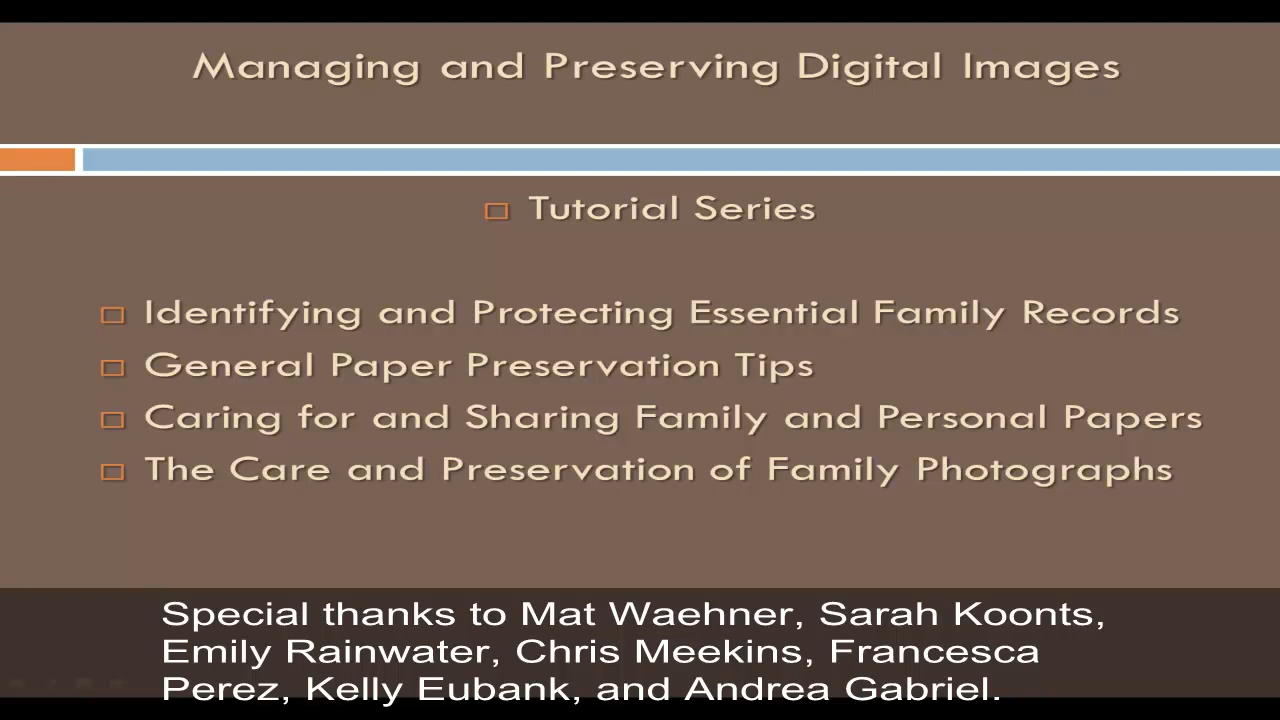 Managing and Preserving Digital Images
Tutorial Series
Identifying and Protecting Essential Family Records
General Paper Preservation Tips
Caring for and Sharing Family and Personal Papers
The Care and Preservation of Family Photographs
Special thanks to Mat Waehner, Sarah Koonts,
Emily Rainwater, Chris Meekins, Francesca
Perez, Kelly Eubank, and Andrea Gabriel.